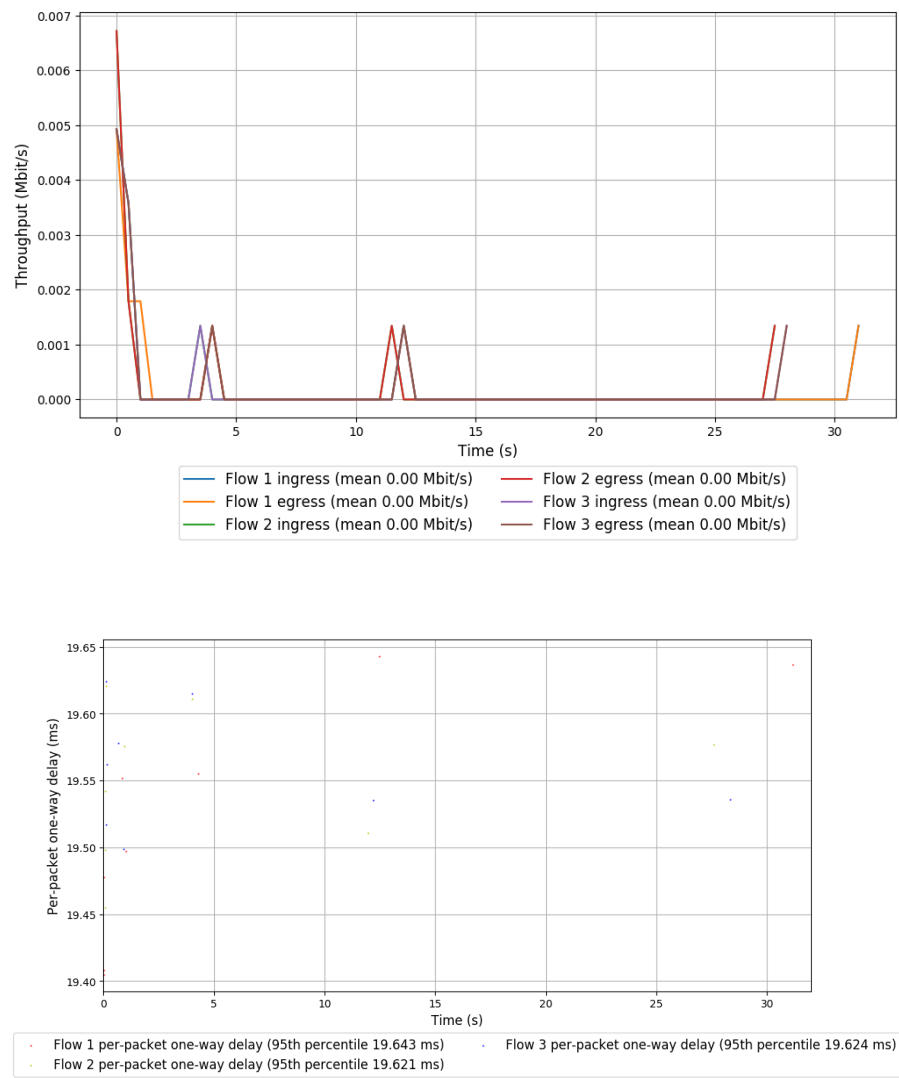 0.007
0.006
0.005
0.004
0.003
0.002
0.001
0.000
Throughput (Mbit/s)
0 5 10 15 20 25 30
Time (s)
Flow 1 ingress (mean 0.00 Mbit/s) Flow 2 egress (mean 0.00 Mbit/s)
Flow 1 egress (mean 0.00 Mbit/s) Flow 3 ingress (mean 0.00 Mbit/s)
Flow 2 ingress (mean 0.00 Mbit/s) Flow 3 egress (mean 0.00 Mbit/s)
19.65
19.60
19.55
19.50
19.45
19.40
Per-packet one-way delay (ms)
0 5 10 15 20 25 30
Time (s)
Flow 1 per-packet one-way delay (95th percentile 19.643 ms) Flow 3 per-packet one-way delay (95th percentile 19.624 ms)
Flow 2 per-packet one-way delay (95th percentile 19.621 ms)